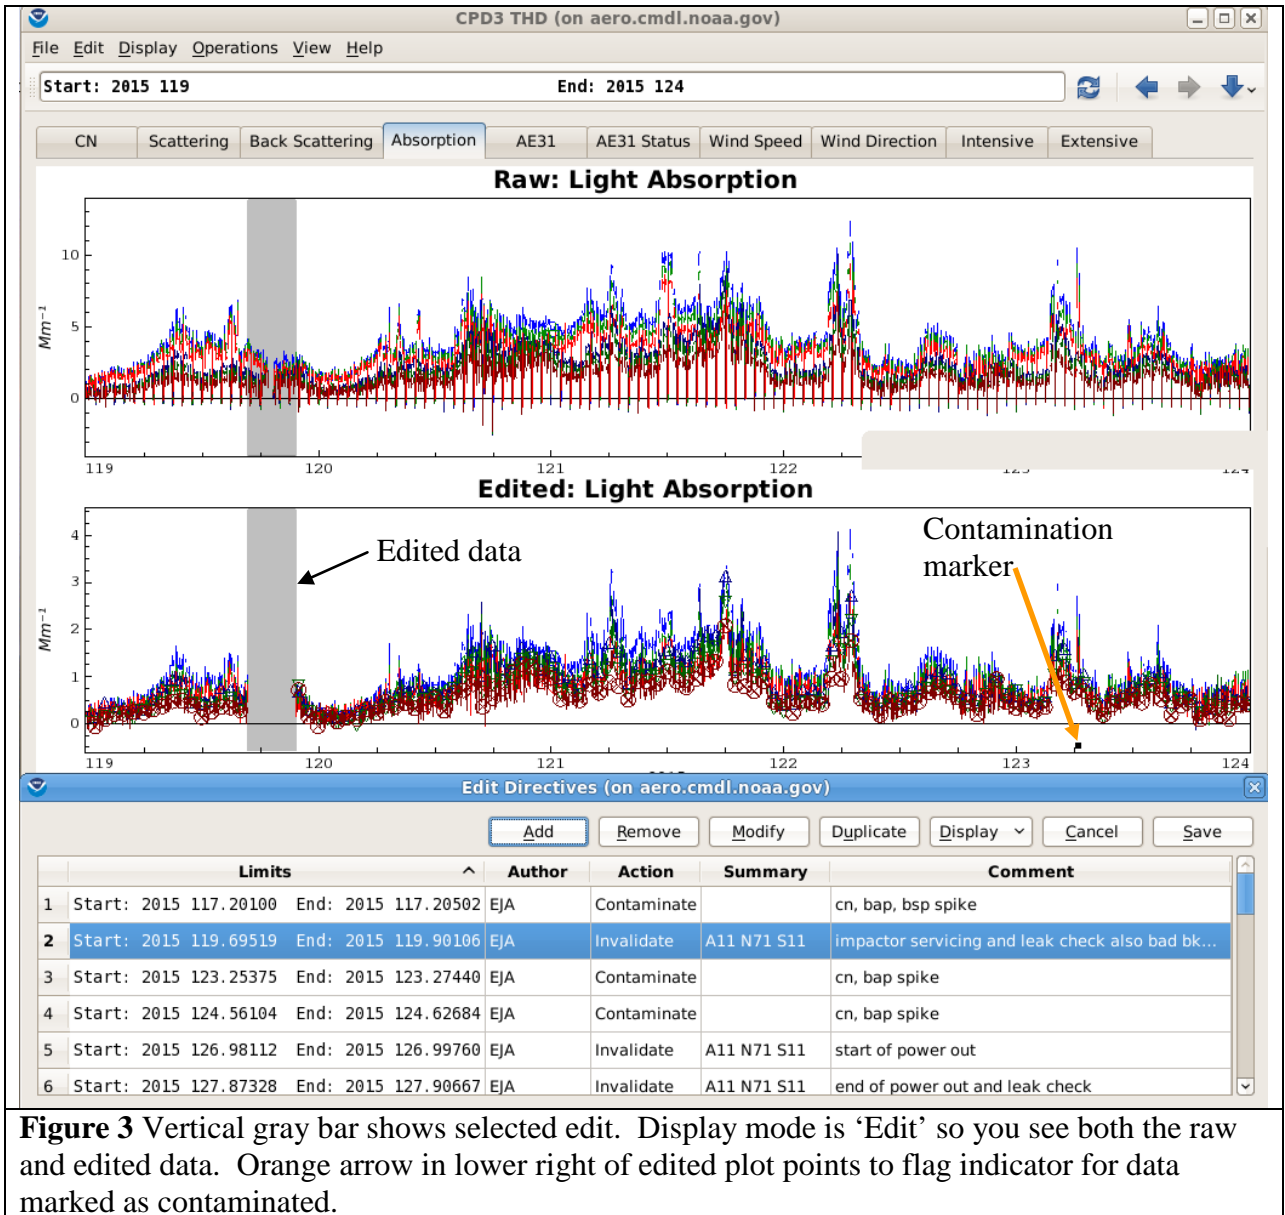 CPD3 THD (on aero.cmdl.noaa.gov)
File Edit Display Operations View Help
Start: 2015 119 End: 2015 124
CN Scattering Back Scattering Absorption AE31 AE31 Status Wind Speed Wind Direction Intensive Extensive
Raw: Light Absorption
10
5
0
Mm⁻¹
119 120 121 122
124
Edited: Light Absorption
4
3
2
1
0
Mm⁻¹
Edited data
Contamination
marker
119 120 121 122 123 124
Edit Directives (on aero.cmdl.noaa.gov)
Add Remove Modify Duplicate Display Cancel Save
Limits Author Action Summary Comment
1 Start: 2015 117.20100 End: 2015 117.20502 EJA Contaminate cn, bap, bsp spike
2 Start: 2015 119.69519 End: 2015 119.90106 EJA Invalidate A11 N71 S11 impactor servicing and leak check also bad bk...
3 Start: 2015 123.25375 End: 2015 123.27440 EJA Contaminate cn, bap spike
4 Start: 2015 124.56104 End: 2015 124.62684 EJA Contaminate cn, bap spike
5 Start: 2015 126.98112 End: 2015 126.99760 EJA Invalidate A11 N71 S11 start of power out
6 Start: 2015 127.87328 End: 2015 127.90667 EJA Invalidate A11 N71 S11 end of power out and leak check
Figure 3 Vertical gray bar shows selected edit. Display mode is ‘Edit’ so you see both the raw
and edited data. Orange arrow in lower right of edited plot points to flag indicator for data
marked as contaminated.